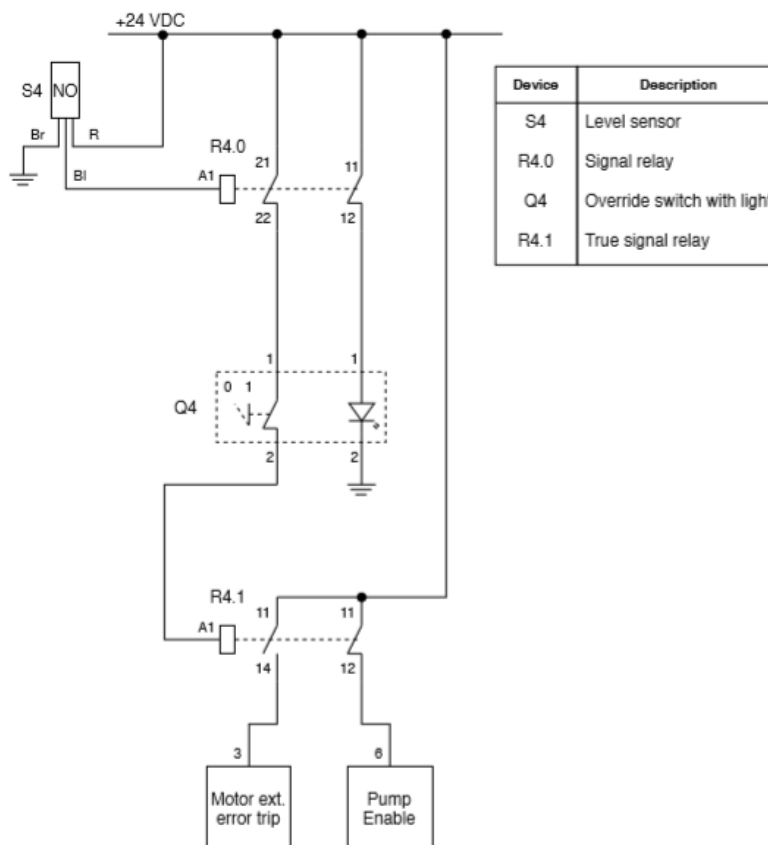 +24 VDC
S4 NO
Br
R
Bl
R4.0
A1
21
22
11
12
Device Description
S4 Level sensor
R4.0 Signal relay
Q4 Override switch with light
R4.1 True signal relay
1
1
0 1
Q4
2
2
R4.1
A1
11
14
11
12
3
6
Motor ext.
error trip
Pump
Enable